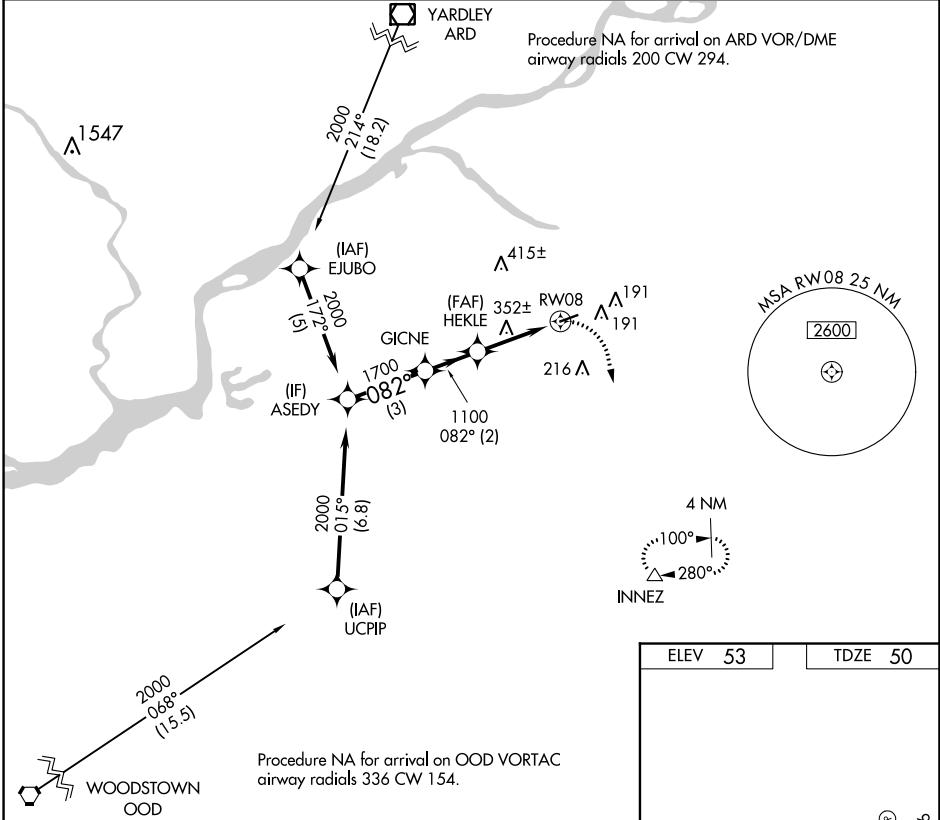 YARDLEY
ARD
Procedure NA for arrival on ARD VOR/DME
airway radials 200 CW 294.
1547
2000
214°
(18.2)
(IAF)
EJUBO
2000
172°
(5)
415±
MSA RW08 25 NM
2600
(FAF)
HEKLE
352±
RW08
191
191
GICNE
216
(IF)
ASEDY
1700
082°
(3)
1100
082° (2)
2000
015°
(6.8)
4 NM
100°
280°
INNEZ
(IAF)
UCPIP
2000
068°
(15.5)
ELEV 53
TDZE 50
Procedure NA for arrival on OOD VORTAC
airway radials 336 CW 154.
WOODSTOWN
OOD